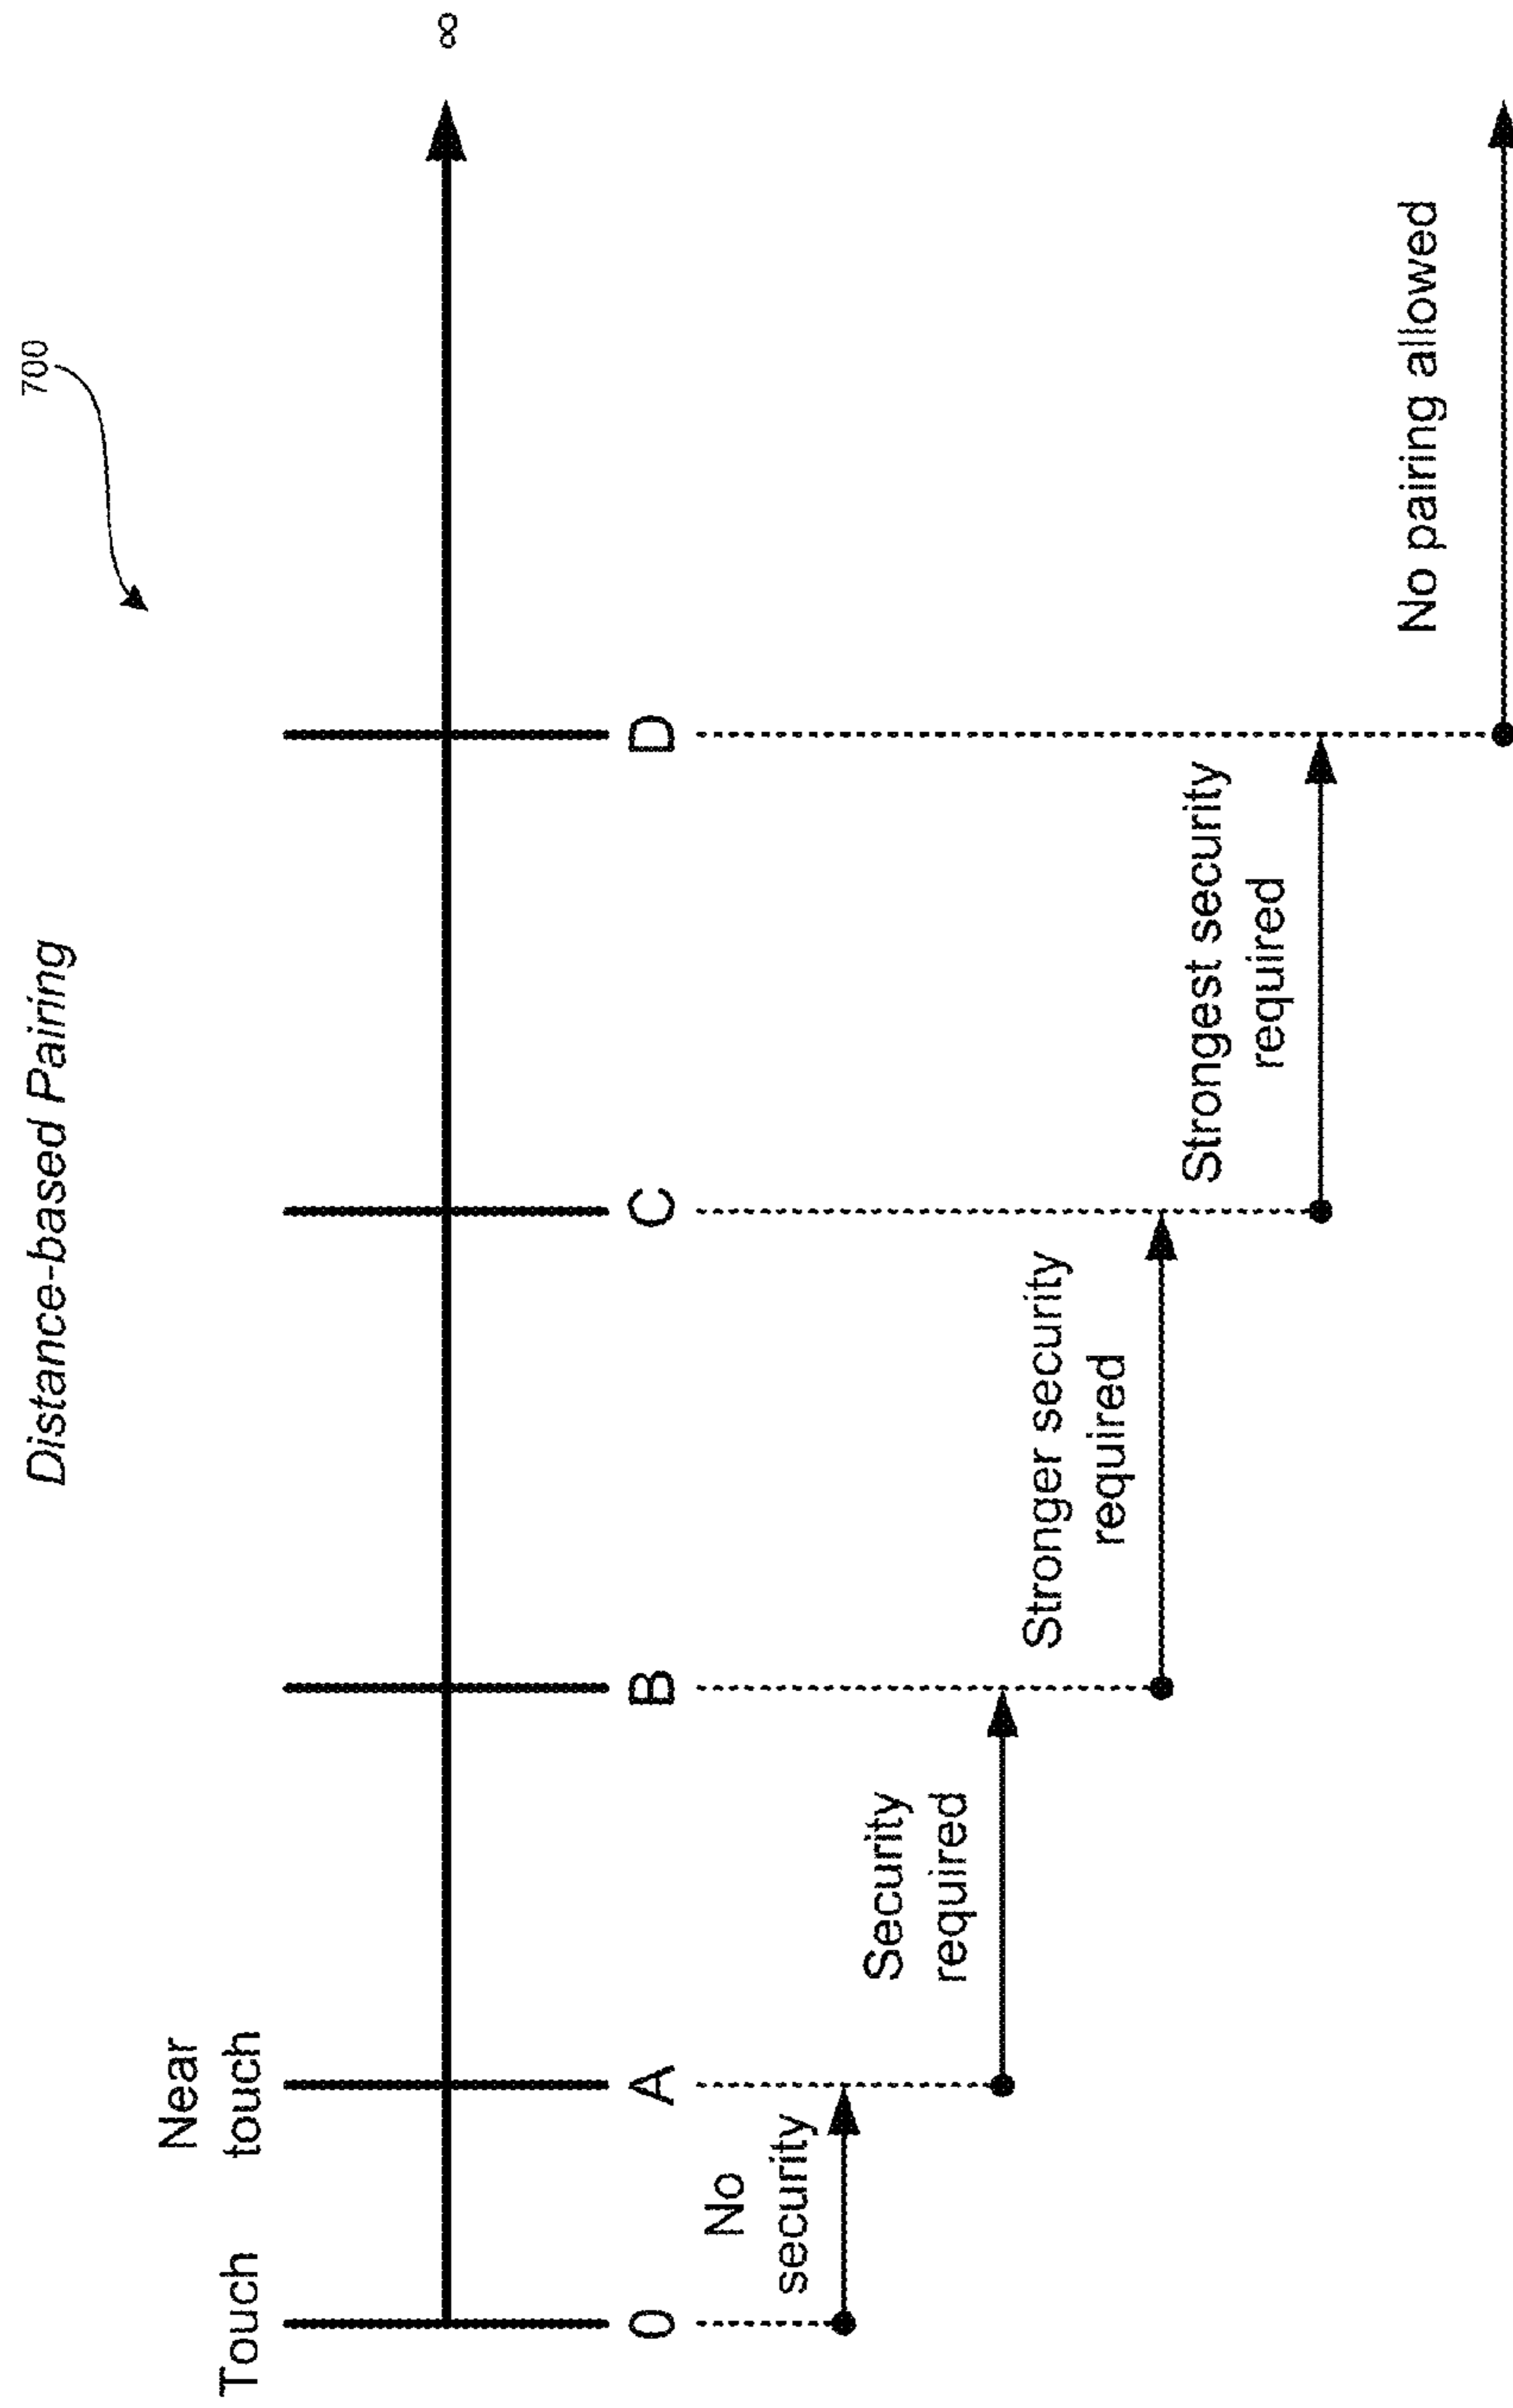 Distance-based Pairing
700
Touch
Near
touch
∞
0
A
B
C
D
No
security
Security
required
Stronger security
required
Strongest security
required
No pairing allowed